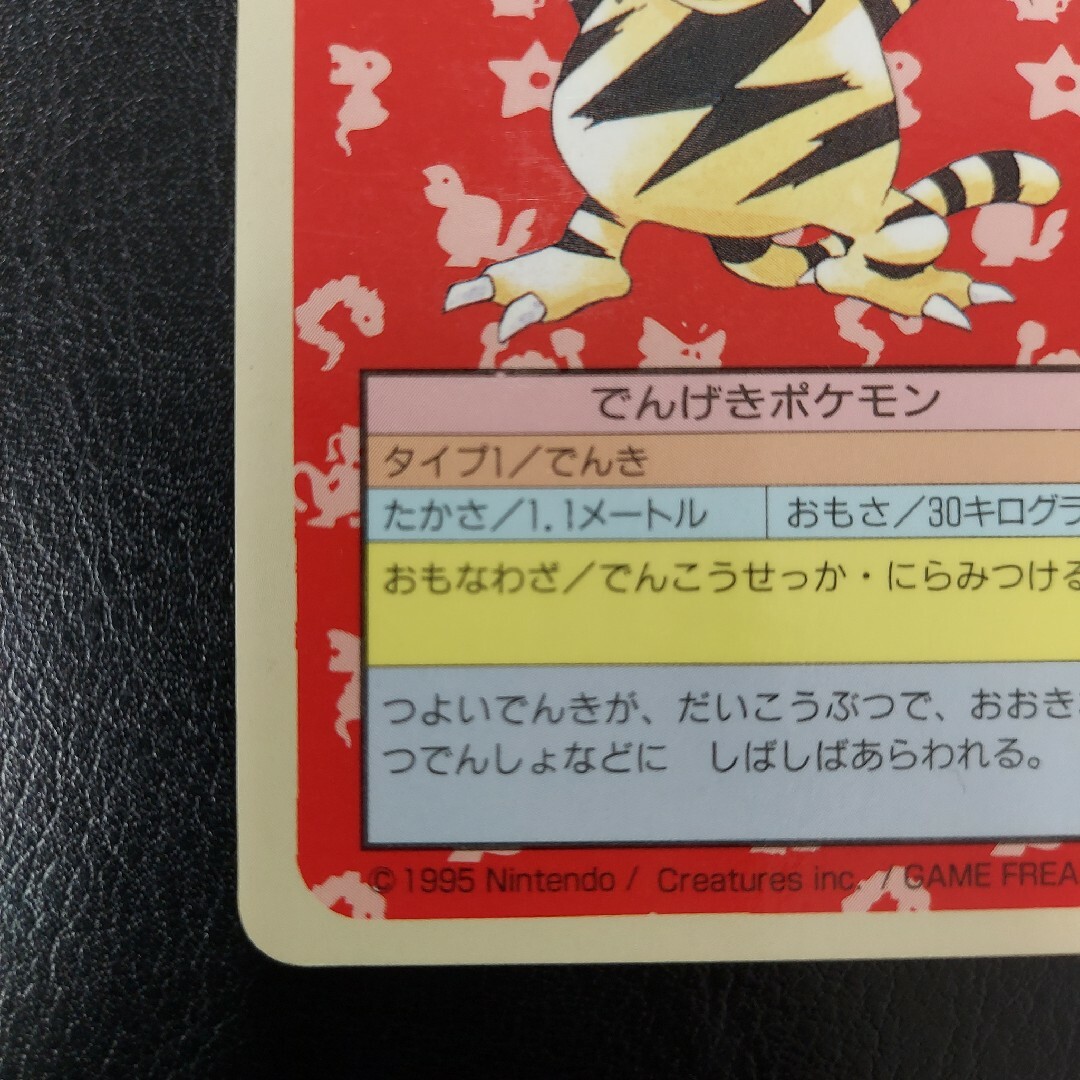 でんげきポケモン
タイプ1/でんき
たかさ/1.1メートル
おもさ/30キログラ
おもなわざ/でんこうせっか・にらみつける
つよいでんきが、だいこうぶつで、おおき
つでんしょなどに　しばしばあらわれる。
© 1995 Nintendo / Creatures inc. / GAME FREA